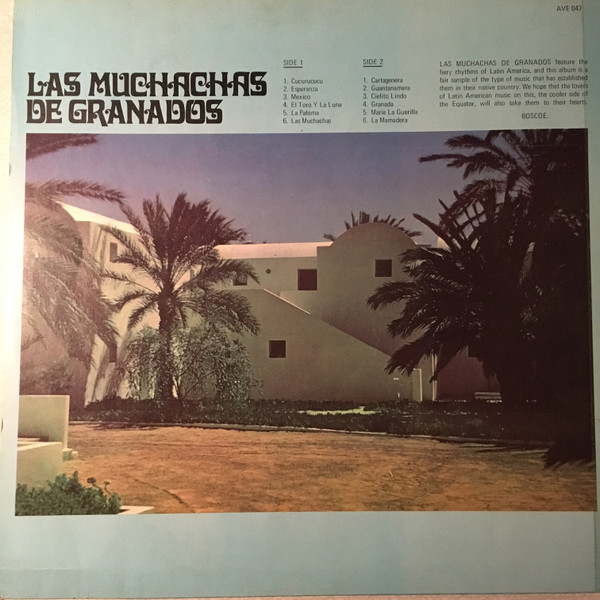 AVE 047
LAS MUCHACHAS
DE GRANADOS
SIDE 1
1. Cucurucucu
2. Esperanza
3. Mexico
4. El Toro Y La Luna
5. La Paloma
6. Las Muchachas
SIDE 2
1. Cartagenera
2. Guantanamera
3. Cielito Lindo
4. Granada
5. Marie La Guerilla
6. La Mamadera
LAS MUCHACHAS DE GRANADOS feature the
fiery rhythms of Latin America, and this album is a
fair sample of the type of music that has established
them in their native country. We hope that the lovers
of Latin American music on this, the cooler side of
the Equator, will also take them to their hearts.
BOSCOE.